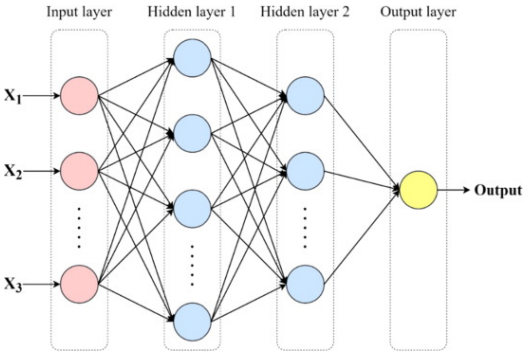 Input layer
Hidden layer 1
Hidden layer 2
Output layer
X1
X2
X3
Output